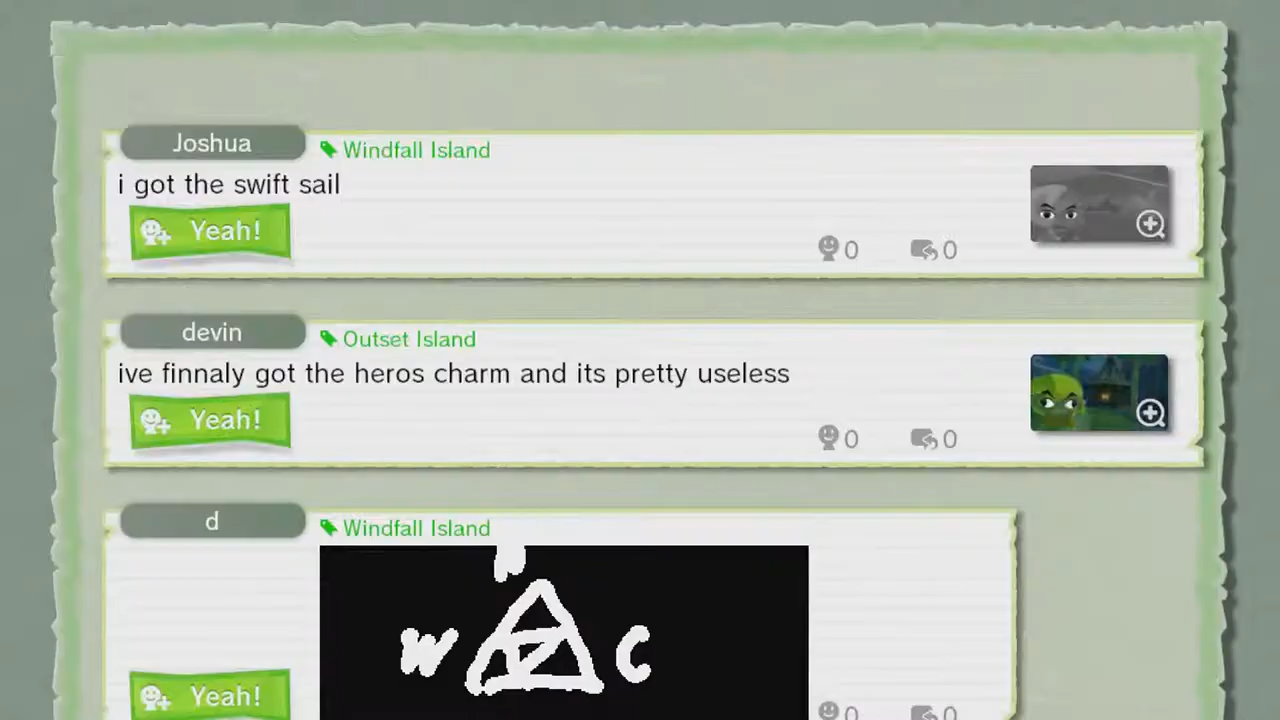 Joshua
Windfall Island
i got the swift sail
Yeah!
0 0
devin
Outset Island
ive finnaly got the heros charm and its pretty useless
Yeah!
0 0
d
Windfall Island
W C
Yeah!
0 0